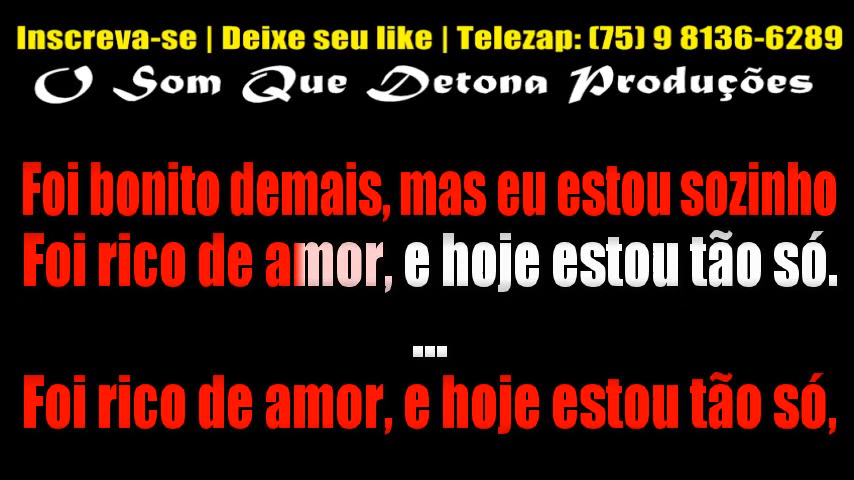 Inscreva-se | Deixe seu like | Telezap: (75) 9 8136-6289
O Som Que Detona Produções
Foi bonito demais, mas eu estou sozinho
Foi rico de amor, e hoje estou tão só.
...
Foi rico de amor, e hoje estou tão só,